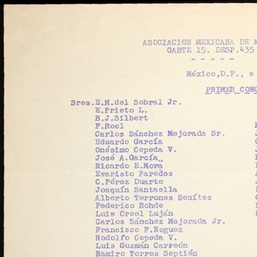 ASOCIACION MEXICANA DE
GANTE 15. DESP. 435
- - - - -
México, D.F., a
PRIMER CONC
Sres. E.M. del Sobral Jr.
E. Prieto L.
B.J. Silbert
F. Roel
Carlos Sánchez Mejorada Sr.
Eduardo García
Onésimo Cepeda V.
José A. García
Ricardo E. Mora
Evaristo Paredes
C. Pérez Duarte
Joaquín Santaella
Alberto Terrones Benítez
Federico Rohde
Luis Creel Luján
Carlos Sánchez Mejorada Jr.
Francisco F. Noguez
Rodolfo Cepeda V.
Luis Guzmán Carreón
Ramiro Torres Septién